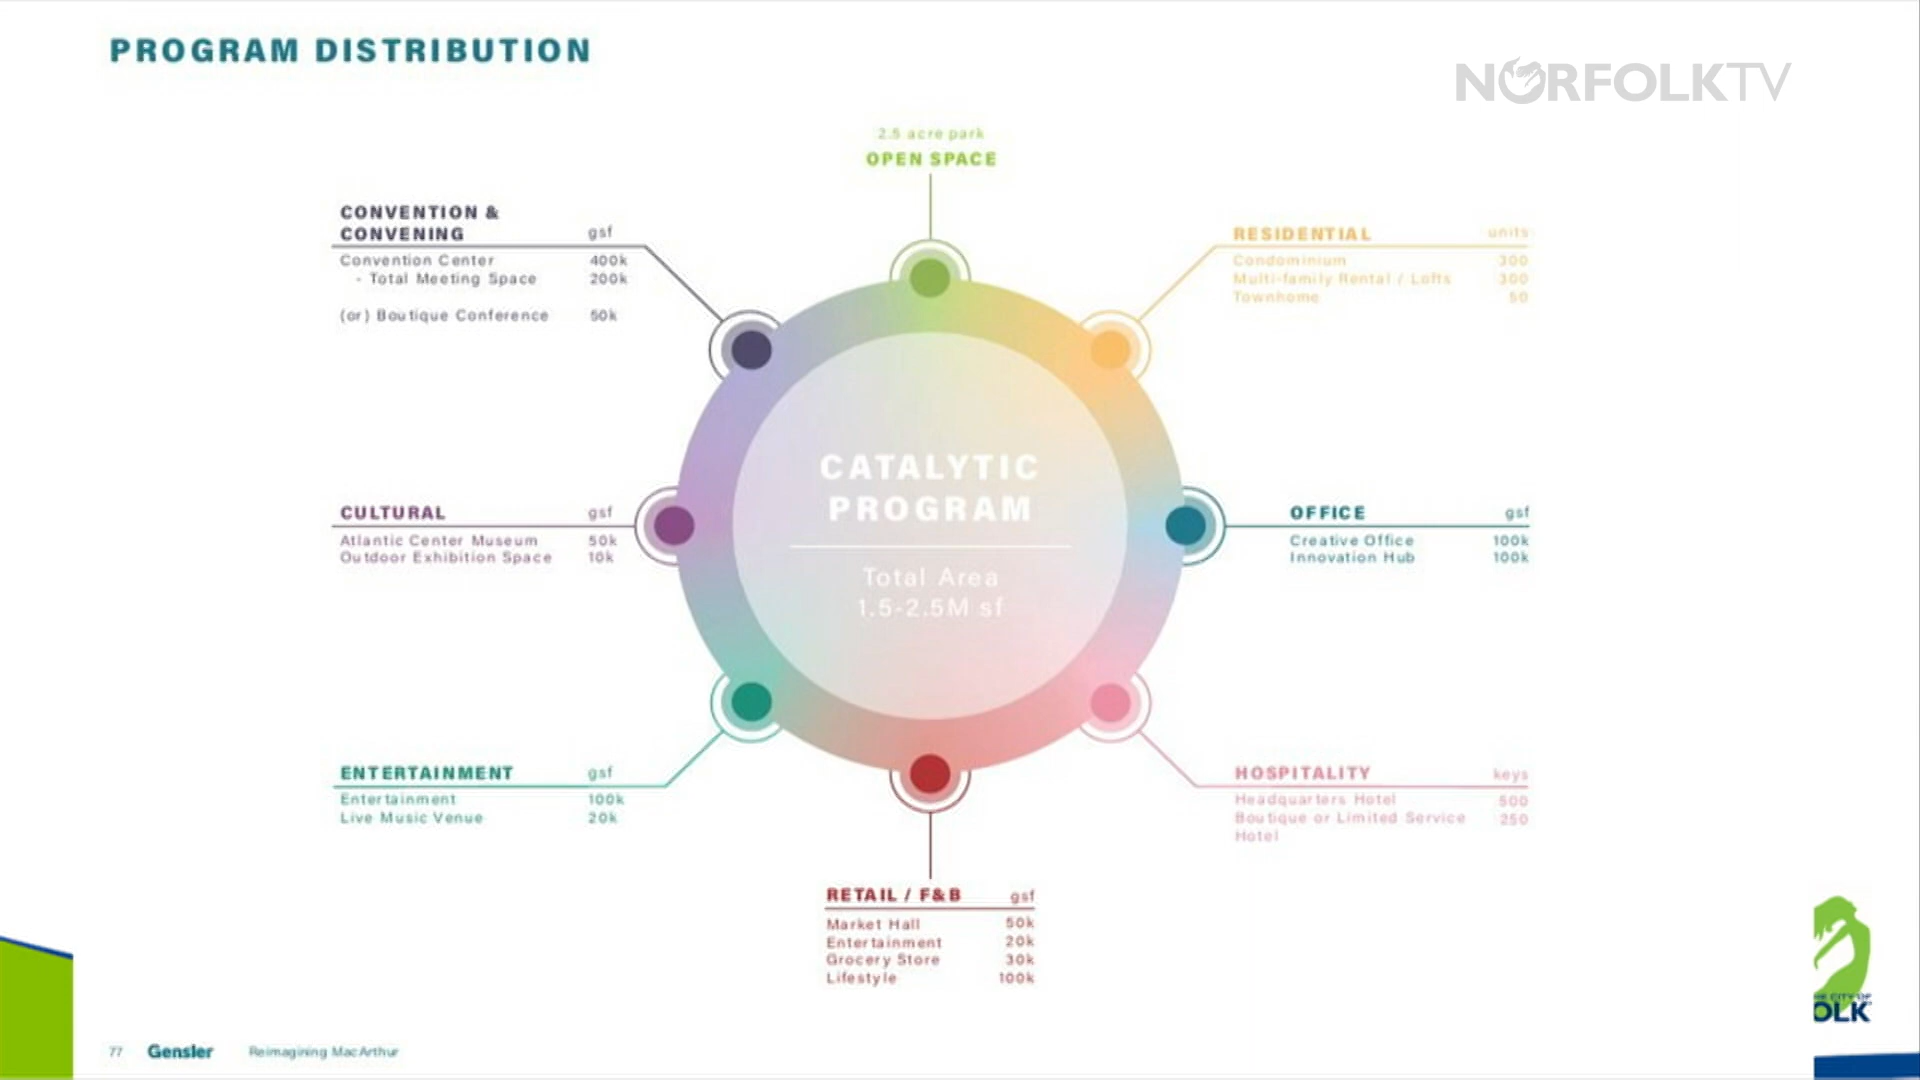 PROGRAM DISTRIBUTION
NORFOLKTV
2.5 acre park
OPEN SPACE
CONVENTION &
CONVENING gsf
Convention Center 400k
- Total Meeting Space 200k
(or) Boutique Conference 50k
RESIDENTIAL units
Condominium 300
Multi-family Rental / Lofts 300
Townhome 50
CATALYTIC
PROGRAM
Total Area
1.5-2.5M sf
CULTURAL gsf
Atlantic Center Museum 50k
Outdoor Exhibition Space 10k
OFFICE gsf
Creative Office 100k
Innovation Hub 100k
ENTERTAINMENT gsf
Entertainment 100k
Live Music Venue 20k
HOSPITALITY keys
Headquarters Hotel 500
Boutique or Limited Service 250
Hotel
RETAIL / F&B gsf
Market Hall 50k
Entertainment 20k
Grocery Store 30k
Lifestyle 100k
CITY OF
OLK
77 Gensler Reimagining MacArthur